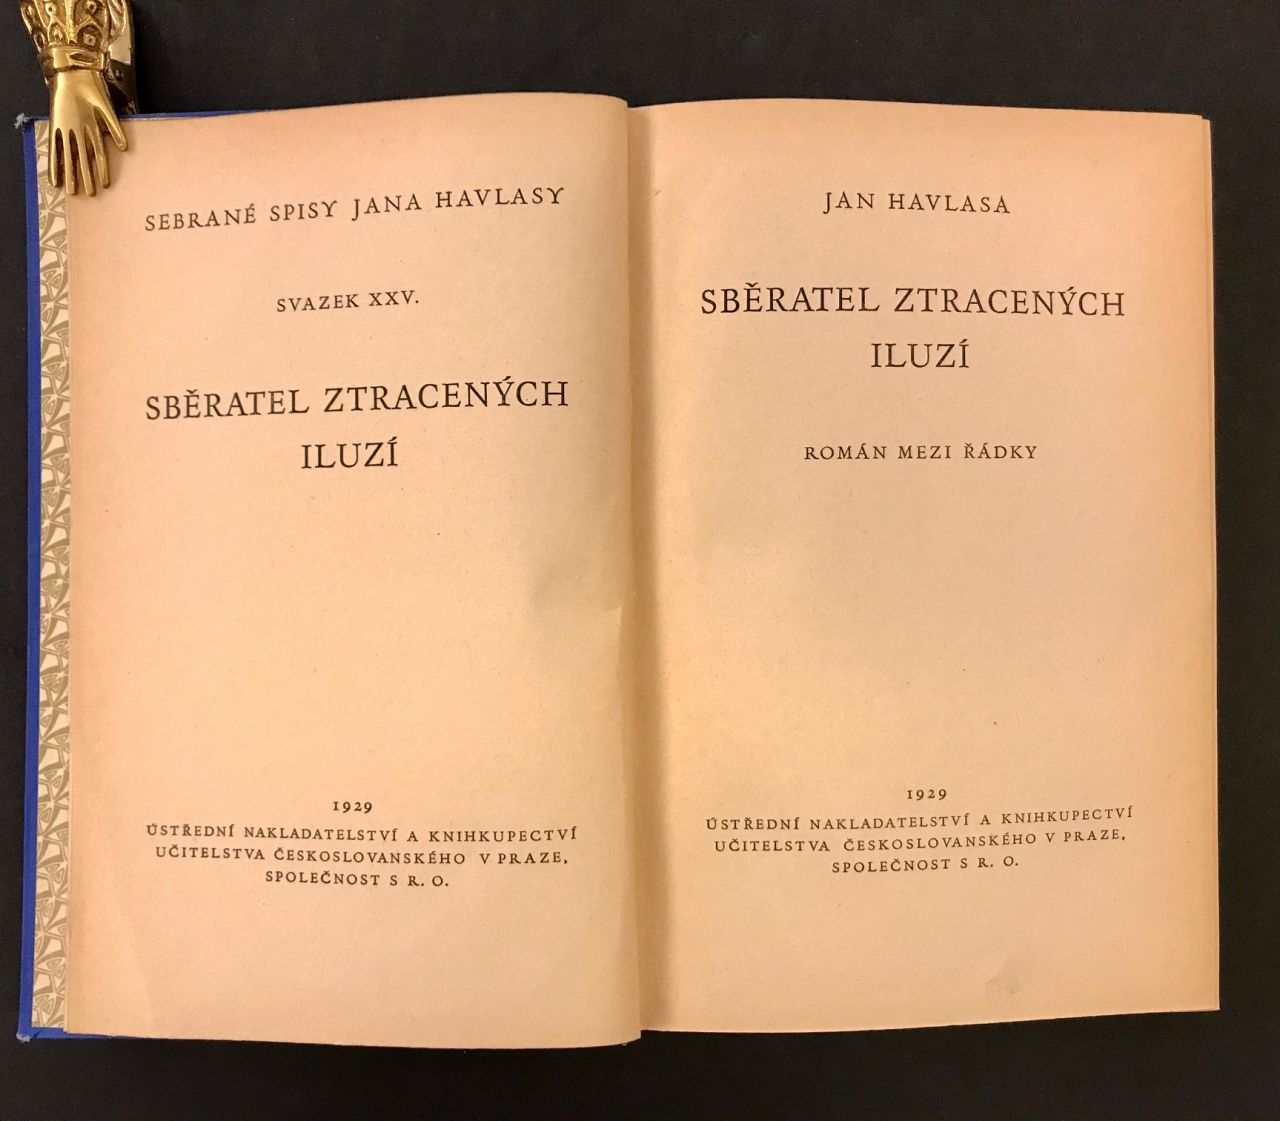 SEBRANÉ SPISY JANA HAVLASY
SVAZEK XXV.
SBĚRATEL ZTRACENÝCH
ILUZÍ
1929
ÚSTŘEDNÍ NAKLADATELSTVÍ A KNIHKUPECTVÍ
UČITELSTVA ČESKOSLOVANSKÉHO V PRAZE,
SPOLEČNOST S R. O.
JAN HAVLASA
SBĚRATEL ZTRACENÝCH
ILUZÍ
ROMÁN MEZI ŘÁDKY
1929
ÚSTŘEDNÍ NAKLADATELSTVÍ A KNIHKUPECTVÍ
UČITELSTVA ČESKOSLOVANSKÉHO V PRAZE,
SPOLEČNOST S R. O.